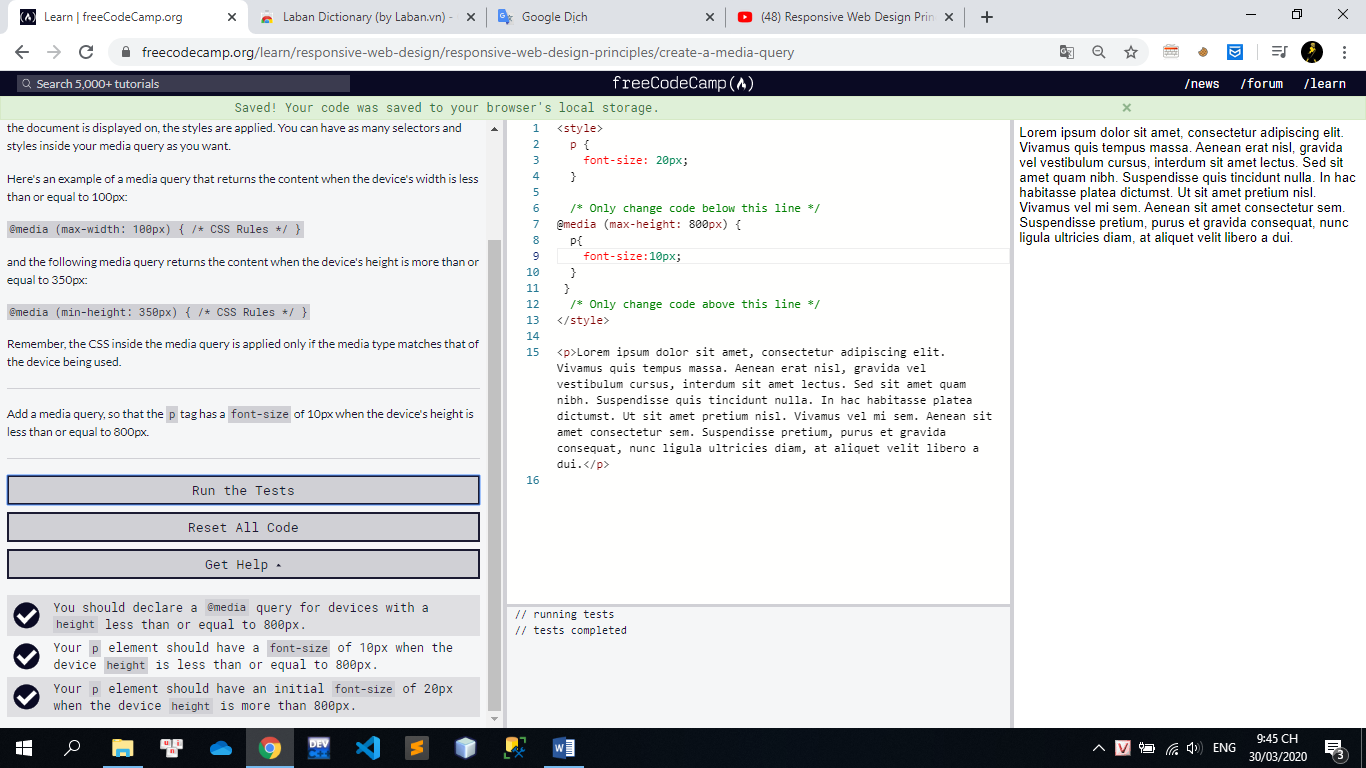 Learn | freeCodeCamp.org
Laban Dictionary (by Laban.vn) -
Google Dịch
(48) Responsive Web Design Prin
freecodecamp.org/learn/responsive-web-design/responsive-web-design-principles/create-a-media-query
Search 5,000+ tutorials
freeCodeCamp
/news
/forum
/learn
Saved! Your code was saved to your browser's local storage.
the document is displayed on, the styles are applied. You can have as many selectors and
styles inside your media query as you want.
Here's an example of a media query that returns the content when the device's width is less
than or equal to 100px:
@media (max-width: 100px) { /* CSS Rules */ }
and the following media query returns the content when the device's height is more than or
equal to 350px:
@media (min-height: 350px) { /* CSS Rules */ }
Remember, the CSS inside the media query is applied only if the media type matches that of
the device being used.
Add a media query, so that the p tag has a font-size of 10px when the device's height is
less than or equal to 800px.
Run the Tests
Reset All Code
Get Help
You should declare a @media query for devices with a
height less than or equal to 800px.
Your p element should have a font-size of 10px when the
device height is less than or equal to 800px.
Your p element should have an initial font-size of 20px
when the device height is more than 800px.
1 <style>
2 p {
3 font-size: 20px;
4 }
5
6 /* Only change code below this line */
7 @media (max-height: 800px) {
8 p{
9 font-size:10px;
10 }
11 }
12 /* Only change code above this line */
13 </style>
14
15 <p>Lorem ipsum dolor sit amet, consectetur adipiscing elit.
Vivamus quis tempus massa. Aenean erat nisl, gravida vel
vestibulum cursus, interdum sit amet lectus. Sed sit amet quam
nibh. Suspendisse quis tincidunt nulla. In hac habitasse platea
dictumst. Ut sit amet pretium nisl. Vivamus vel mi sem. Aenean sit
amet consectetur sem. Suspendisse pretium, purus et gravida
consequat, nunc ligula ultricies diam, at aliquet velit libero a
dui.</p>
16
// running tests
// tests completed
Lorem ipsum dolor sit amet, consectetur adipiscing elit.
Vivamus quis tempus massa. Aenean erat nisl, gravida
vel vestibulum cursus, interdum sit amet lectus. Sed sit
amet quam nibh. Suspendisse quis tincidunt nulla. In hac
habitasse platea dictumst. Ut sit amet pretium nisl.
Vivamus vel mi sem. Aenean sit amet consectetur sem.
Suspendisse pretium, purus et gravida consequat, nunc
ligula ultricies diam, at aliquet velit libero a dui.
DEV
ENG
9:45 CH
30/03/2020
3